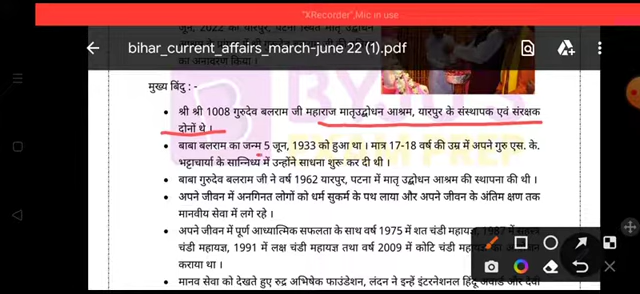 "XRecorder",Mic in use
जून, 2022 का यारपुर, पटना स्थित मातृ उद्बोधन
का अनावरण किया ।
bihar_current_affairs_march-june 22 (1).pdf
मुख्य बिंदु : -
श्री श्री 1008 गुरुदेव बलराम जी महाराज मातृउद्बोधन आश्रम, यारपुर के संस्थापक एवं संरक्षक
दोनों थे ।
बाबा बलराम का जन्म 5 जून, 1933 को हुआ था । मात्र 17-18 वर्ष की उम्र में अपने गुरु एस. के.
भट्टाचार्य के सान्निध्य में उन्होंने साधना शुरू कर दी थी ।
बाबा गुरुदेव बलराम जी ने वर्ष 1962 यारपुर, पटना में मातृ उद्बोधन आश्रम की स्थापना की थी ।
अपने जीवन में अनगिनत लोगों को धर्म सुकर्म के पथ लाया और अपने जीवन के अंतिम क्षण तक
मानवीय सेवा में लगे रहे ।
अपने जीवन में पूर्ण आध्यात्मिक सफलता के साथ वर्ष 1975 में शत चंडी महायज्ञ,
चंडी महायज्ञ, 1991 में लक्ष चंडी महायज्ञ तथा वर्ष 2009 में कोटि चंडी
कराया था ।
मानव सेवा को देखते हुए रुद्र अभिषेक फाउंडेशन, लंदन ने इन्हें इंटरनेशनल हिंदू अवार्ड और देवी